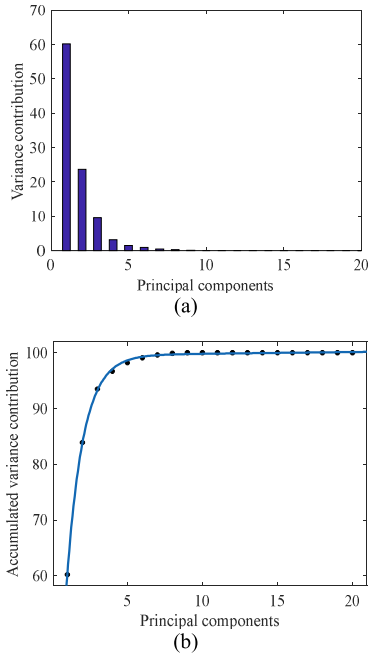 70
60
50
40
30
20
10
0
Variance contribution
0 5 10 15 20
Principal components
(a)
100
90
80
70
60
Accumulated variance contribution
5 10 15 20
Principal components
(b)